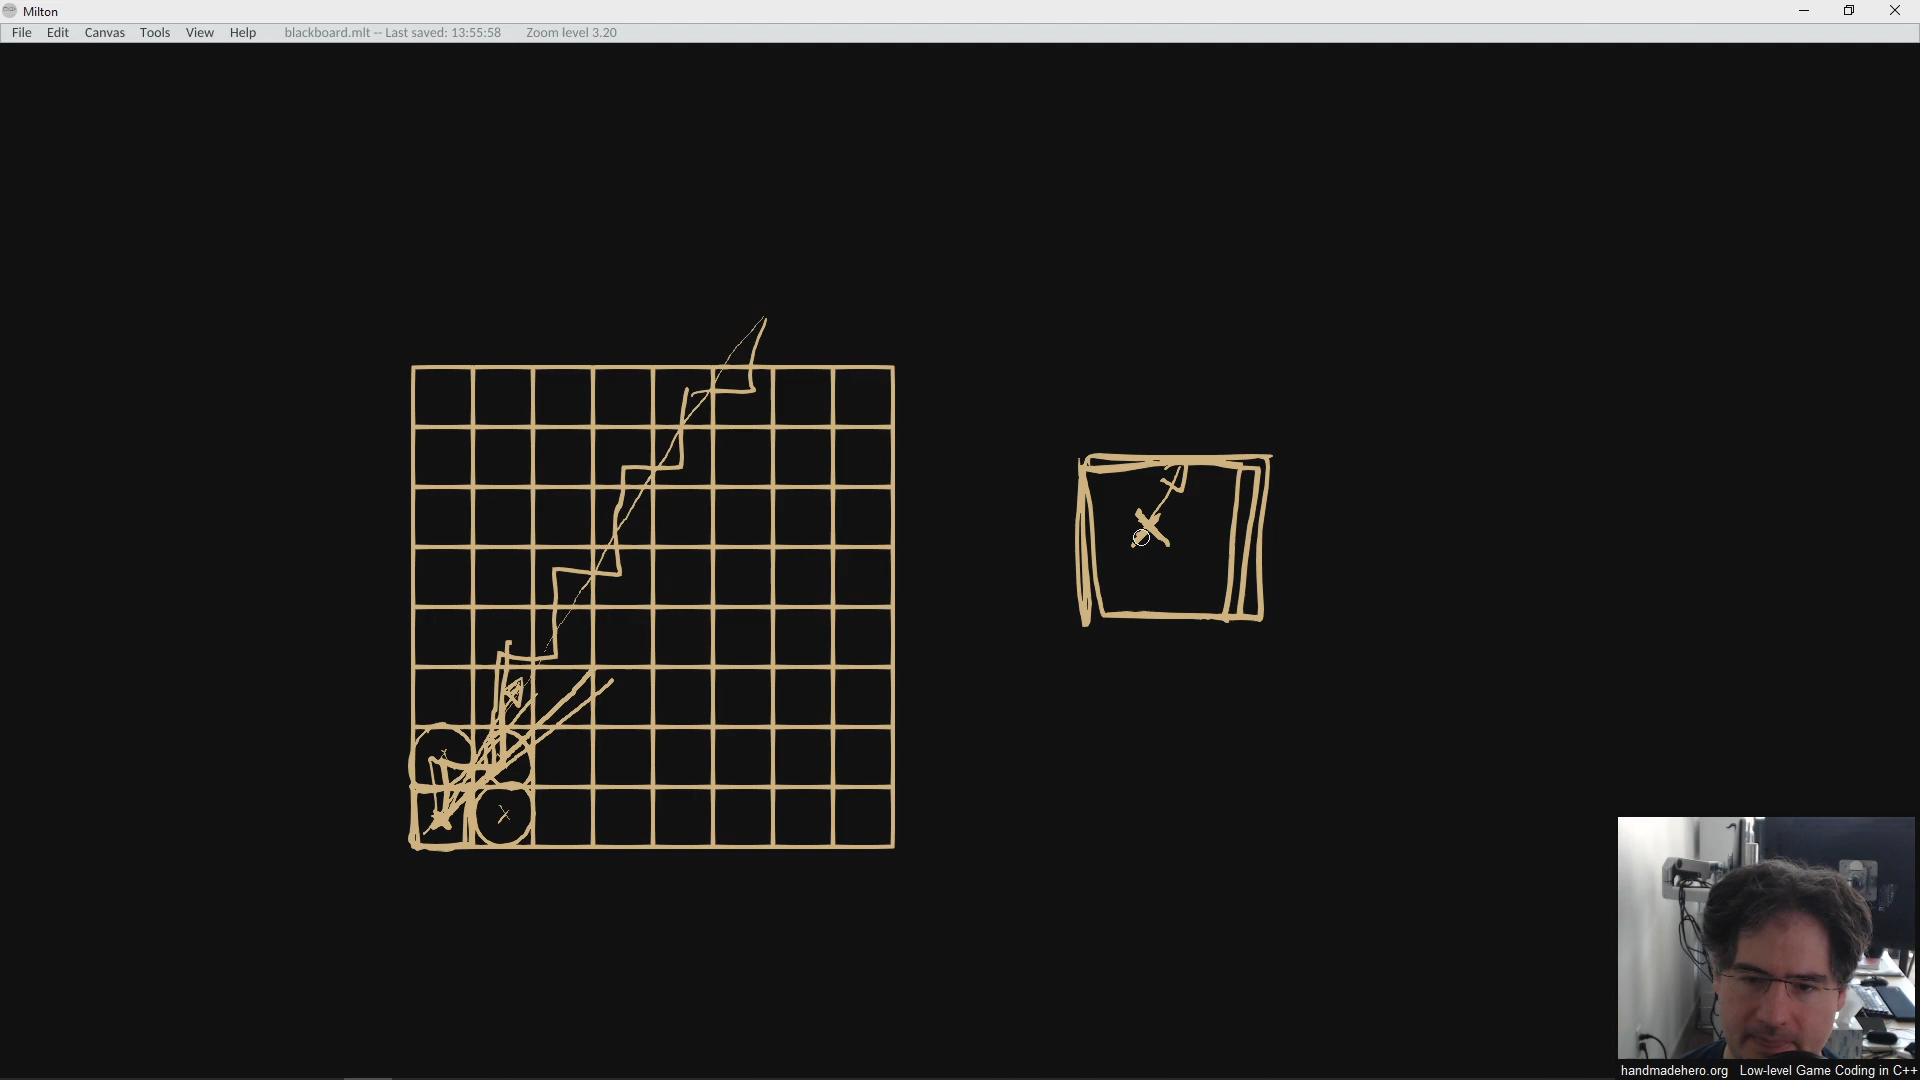 Milton
File Edit Canvas Tools View Help blackboard.mlt -- Last saved: 13:55:58 Zoom level 3.20
handmadehero.org Low-level Game Coding in C++